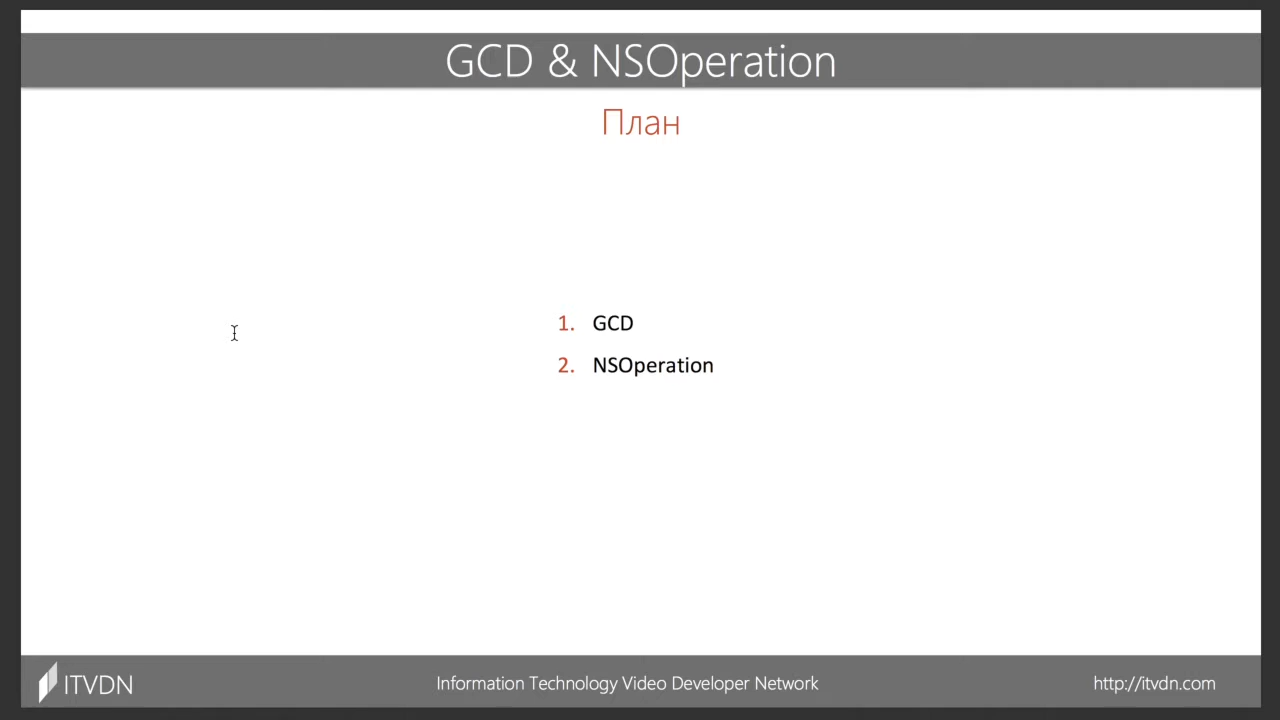 GCD & NSOperation
План
1. GCD
2. NSOperation
ITVDN
Information Technology Video Developer Network
http://itvdn.com